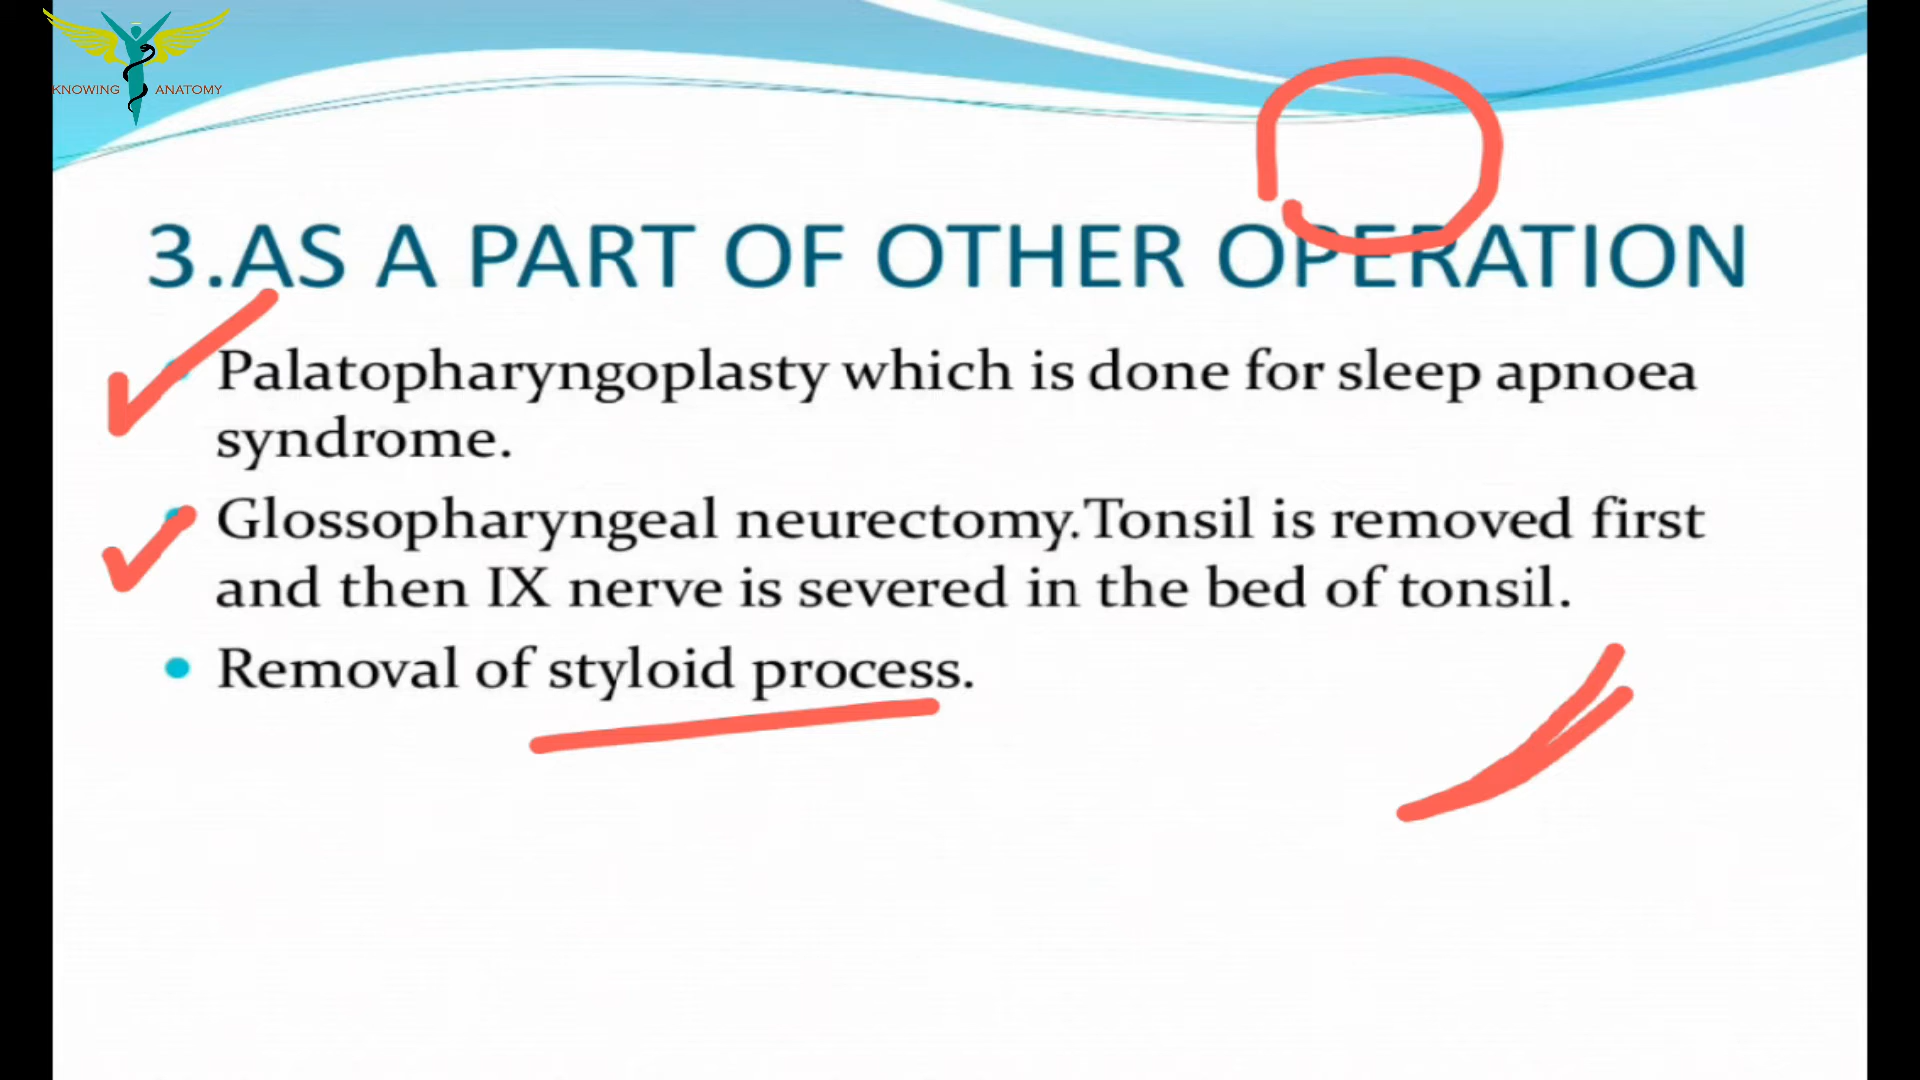 KNOWING ANATOMY
3.AS A PART OF OTHER OPERATION
Palatopharyngoplasty which is done for sleep apnoea
syndrome.
Glossopharyngeal neurectomy.Tonsil is removed first
and then IX nerve is severed in the bed of tonsil.
Removal of styloid process.